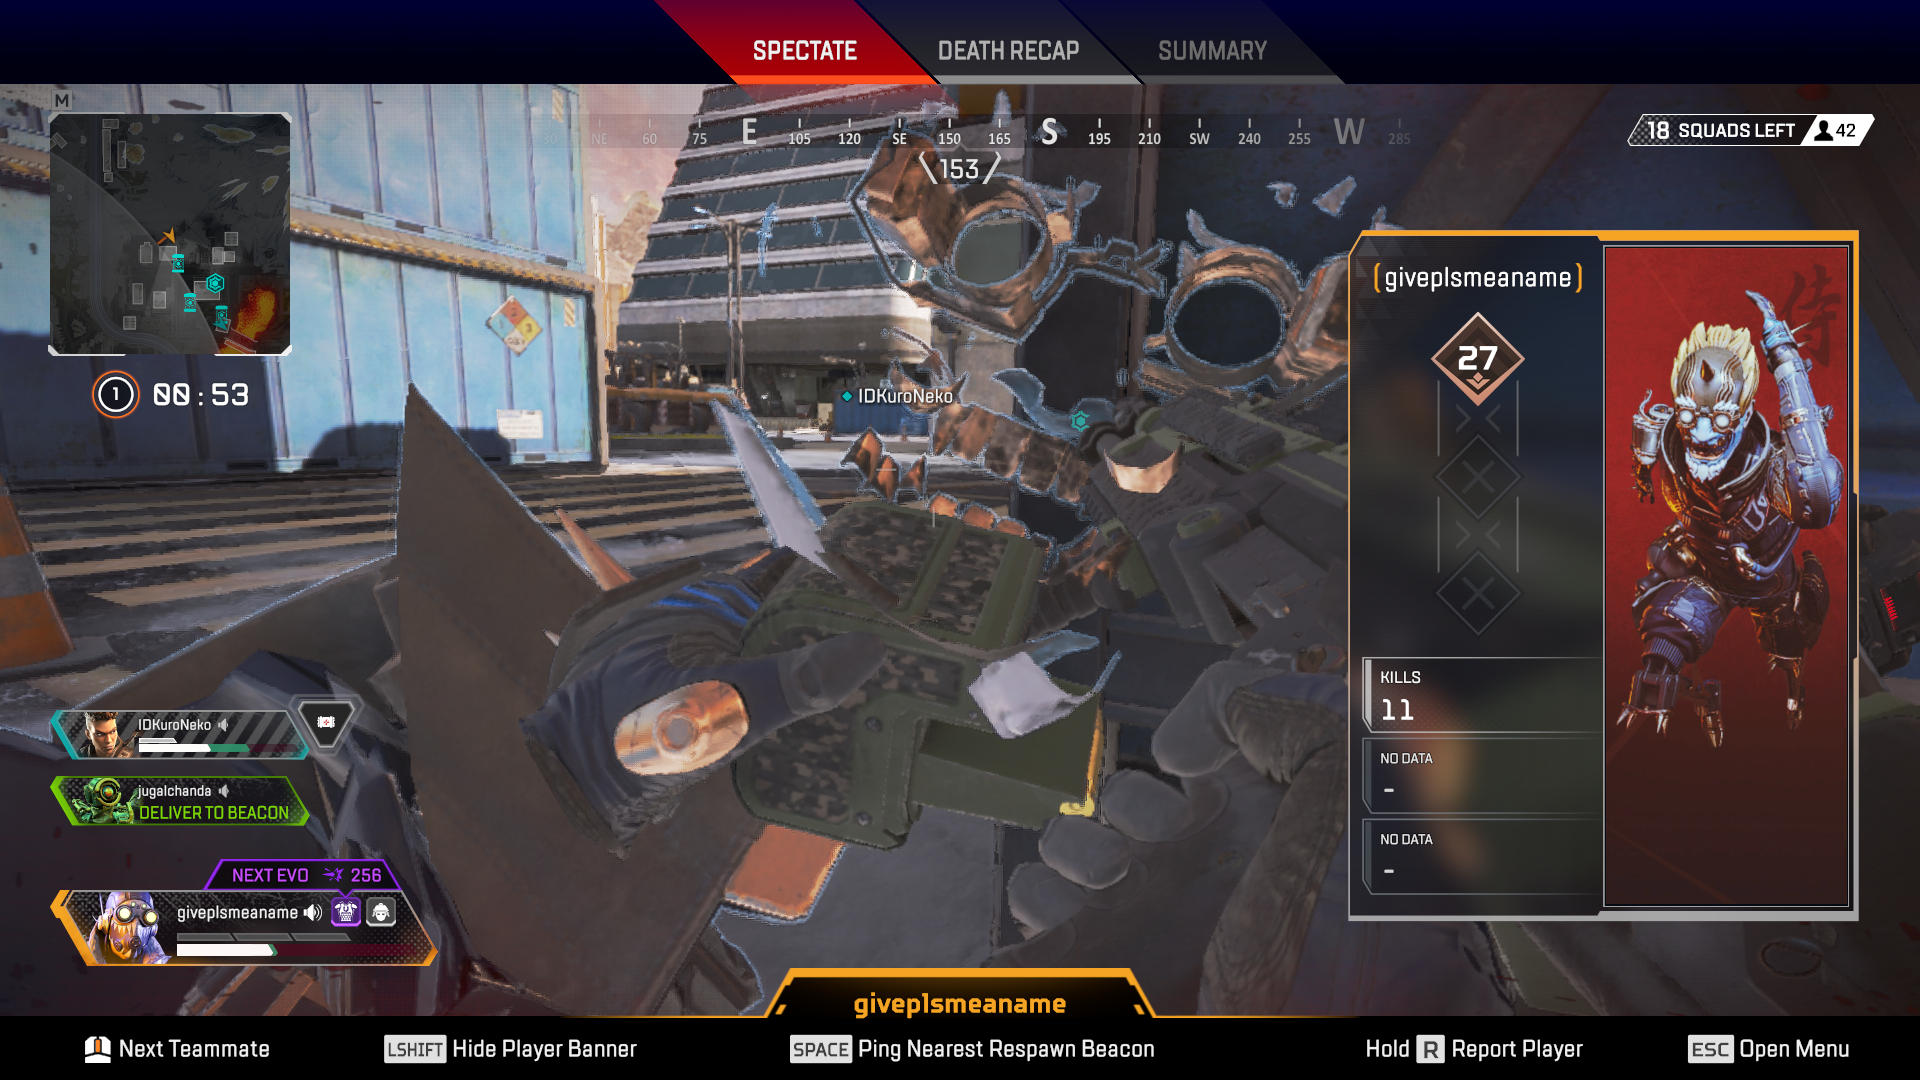 SPECTATE
DEATH RECAP
SUMMARY
M
NE 60 75 E 105 120 SE 150 165 S 195 210 SW 240 255 W 285
153
18 SQUADS LEFT 42
1 00:53
giveplsmeaname
27
IDKuroNeko
KILLS
11
NO DATA
-
NO DATA
-
IDKuroNeko
jugalchanda
DELIVER TO BEACON
NEXT EVO 256
giveplsmeaname
giveplsmeaname
Next Teammate
LSHIFT Hide Player Banner
SPACE Ping Nearest Respawn Beacon
Hold R Report Player
ESC Open Menu